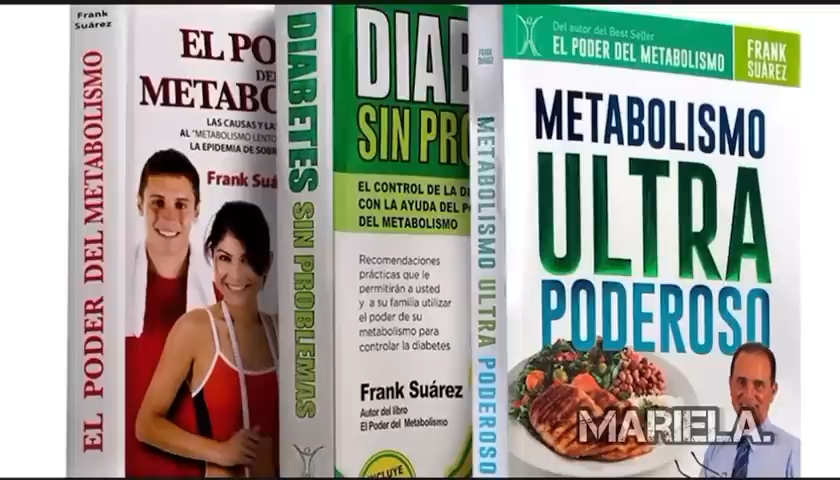 Frank
Suárez
EL PODER DEL METABOLISMO
EL PO
DE
METABO
LAS CAUSAS Y LA
AL "METABOLISMO LENTO
LA EPIDEMIA DE SOBR
Frank Suá
DIABETES SIN PROBLEMAS
DIAB
SIN PRO
EL CONTROL DE LA DI
CON LA AYUDA DEL P
DEL METABOLISMO
Recomendaciones
prácticas que le
permitirán a usted
y a su familia utilizar
el poder de su
metabolismo para
controlar la diabetes
Frank Suárez
Autor del libro
El Poder del Metabolismo
INCLUYE
FRANK
SUÁREZ
METABOLISMO ULTRA PODEROSO
Del autor del Best Seller
EL PODER DEL METABOLISMO
FRANK
SUÁREZ
METABOLISMO
ULTRA
PODEROSO
MARIELA.